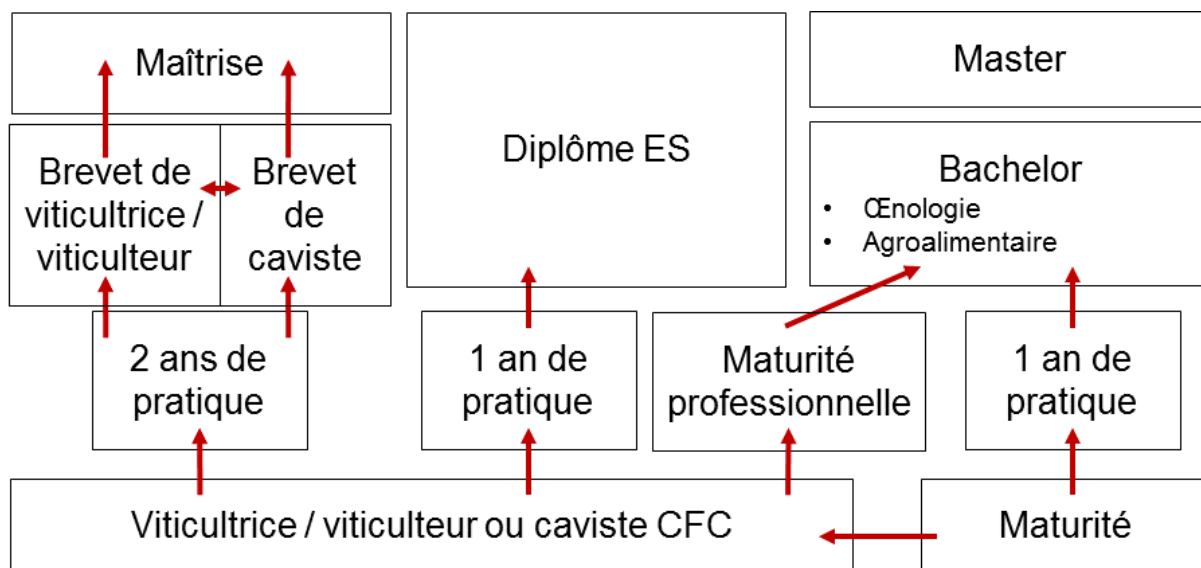 Maîtrise
Diplôme ES
Master
Brevet de
viticultrice /
viticulteur
Brevet
de
caviste
Bachelor
• Œnologie
• Agroalimentaire
2 ans de
pratique
1 an de
pratique
Maturité
professionnelle
1 an de
pratique
Viticultrice / viticulteur ou caviste CFC
Maturité